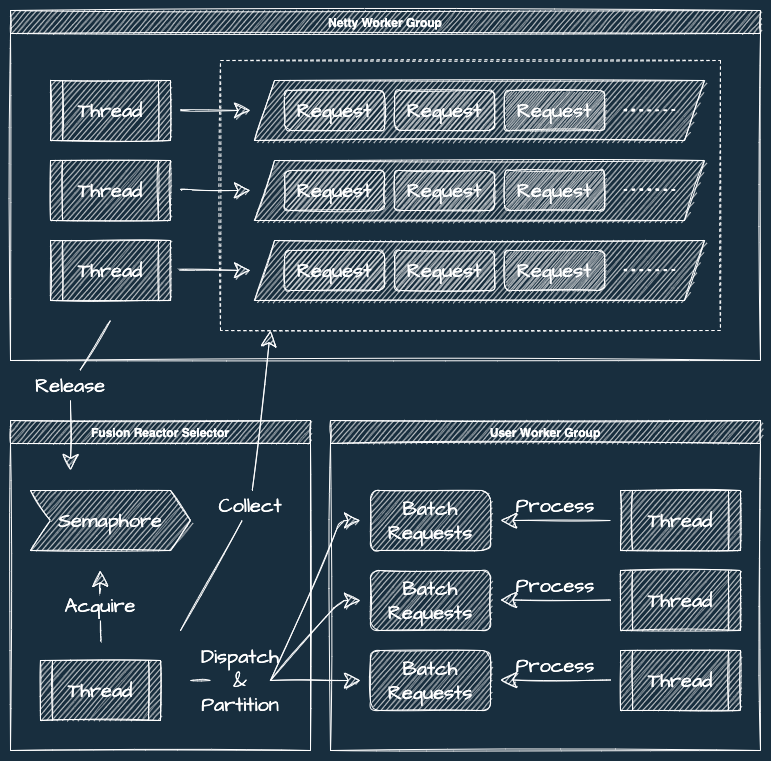 Netty Worker Group
Thread
Request Request Request ........
Thread
Request Request Request ........
Thread
Request Request Request ........
Release
Fusion Reactor Selector
Semaphore
Acquire
Thread
Collect
Dispatch
&
Partition
User Worker Group
Batch
Requests
Process
Thread
Batch
Requests
Process
Thread
Batch
Requests
Process
Thread